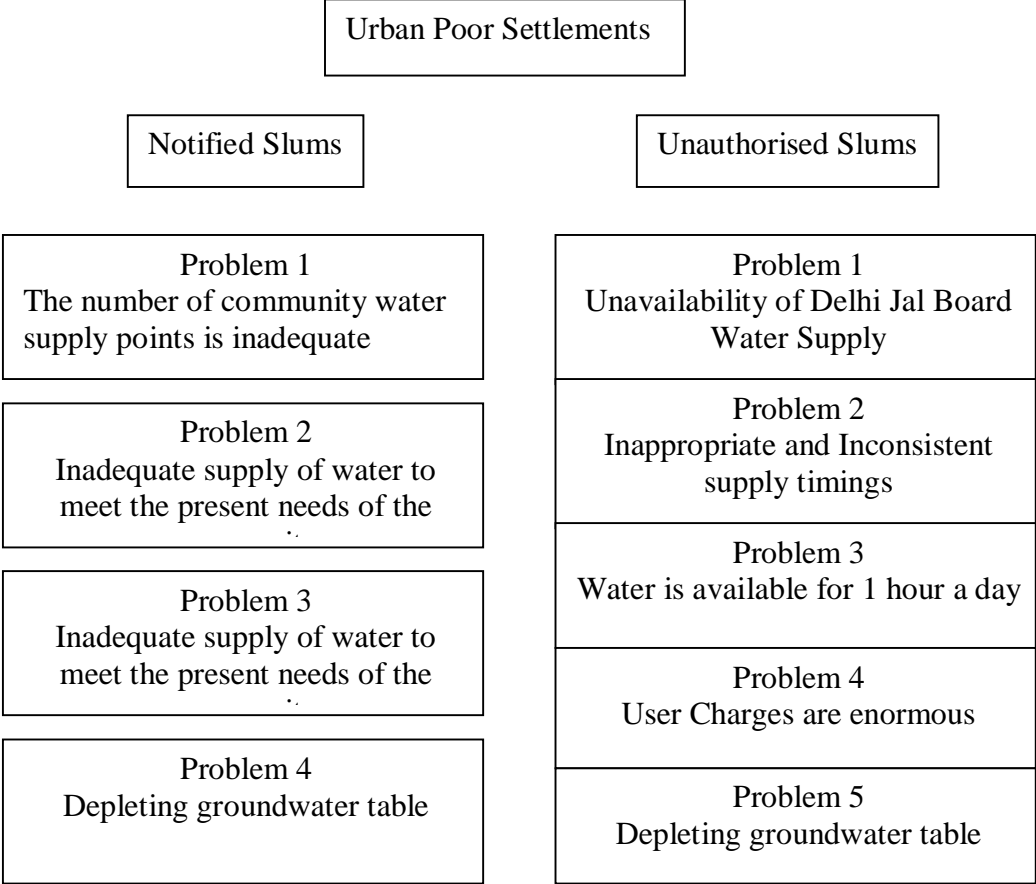 Urban Poor Settlements
Notified Slums
Unauthorised Slums
Problem 1
The number of community water
supply points is inadequate
Problem 2
Inadequate supply of water to
meet the present needs of the
Problem 3
Inadequate supply of water to
meet the present needs of the
Problem 4
Depleting groundwater table
Problem 1
Unavailability of Delhi Jal Board
Water Supply
Problem 2
Inappropriate and Inconsistent
supply timings
Problem 3
Water is available for 1 hour a day
Problem 4
User Charges are enormous
Problem 5
Depleting groundwater table